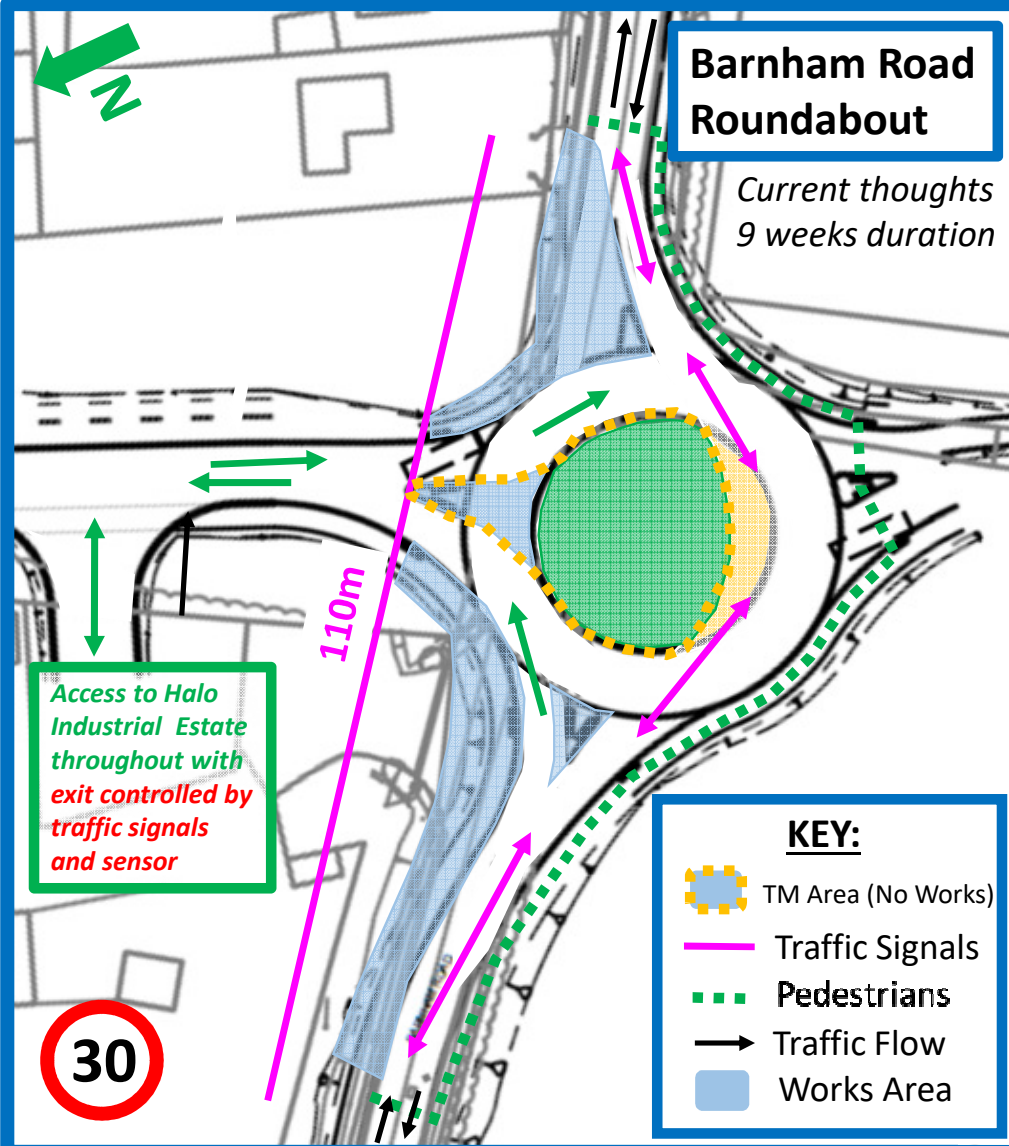 Barnham Road
Roundabout
Current thoughts
9 weeks duration
N
110m
Access to Halo
Industrial Estate
throughout with
exit controlled by
traffic signals
and sensor
30
KEY:
TM Area (No Works)
Traffic Signals
Pedestrians
Traffic Flow
Works Area